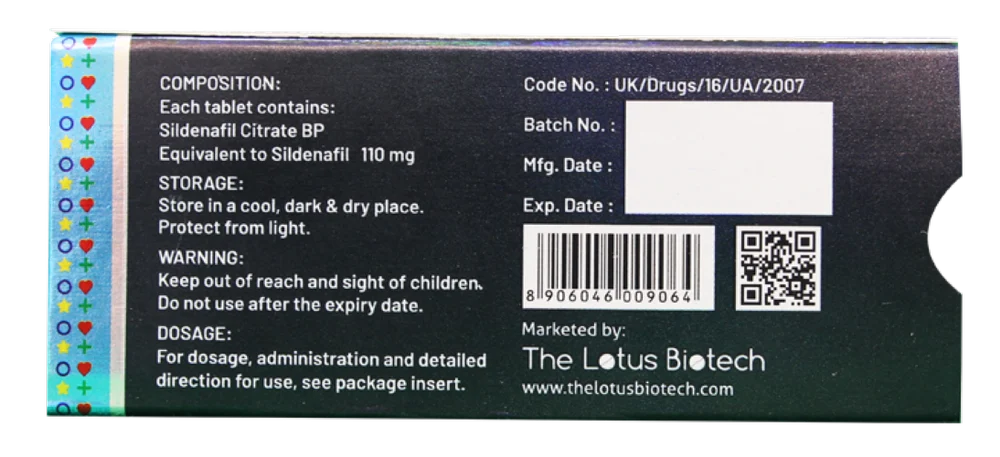 COMPOSITION:
Each tablet contains:
Sildenafil Citrate BP
Equivalent to Sildenafil 110 mg
STORAGE:
Store in a cool, dark & dry place.
Protect from light.
WARNING:
Keep out of reach and sight of children.
Do not use after the expiry date.
DOSAGE:
For dosage, administration and detailed
direction for use, see package insert.
Code No. : UK/Drugs/16/UA/2007
Batch No. :
Mfg. Date :
Exp. Date :
8 906046 009064
Marketed by:
The Lotus Biotech
www.thelotusbiotech.com